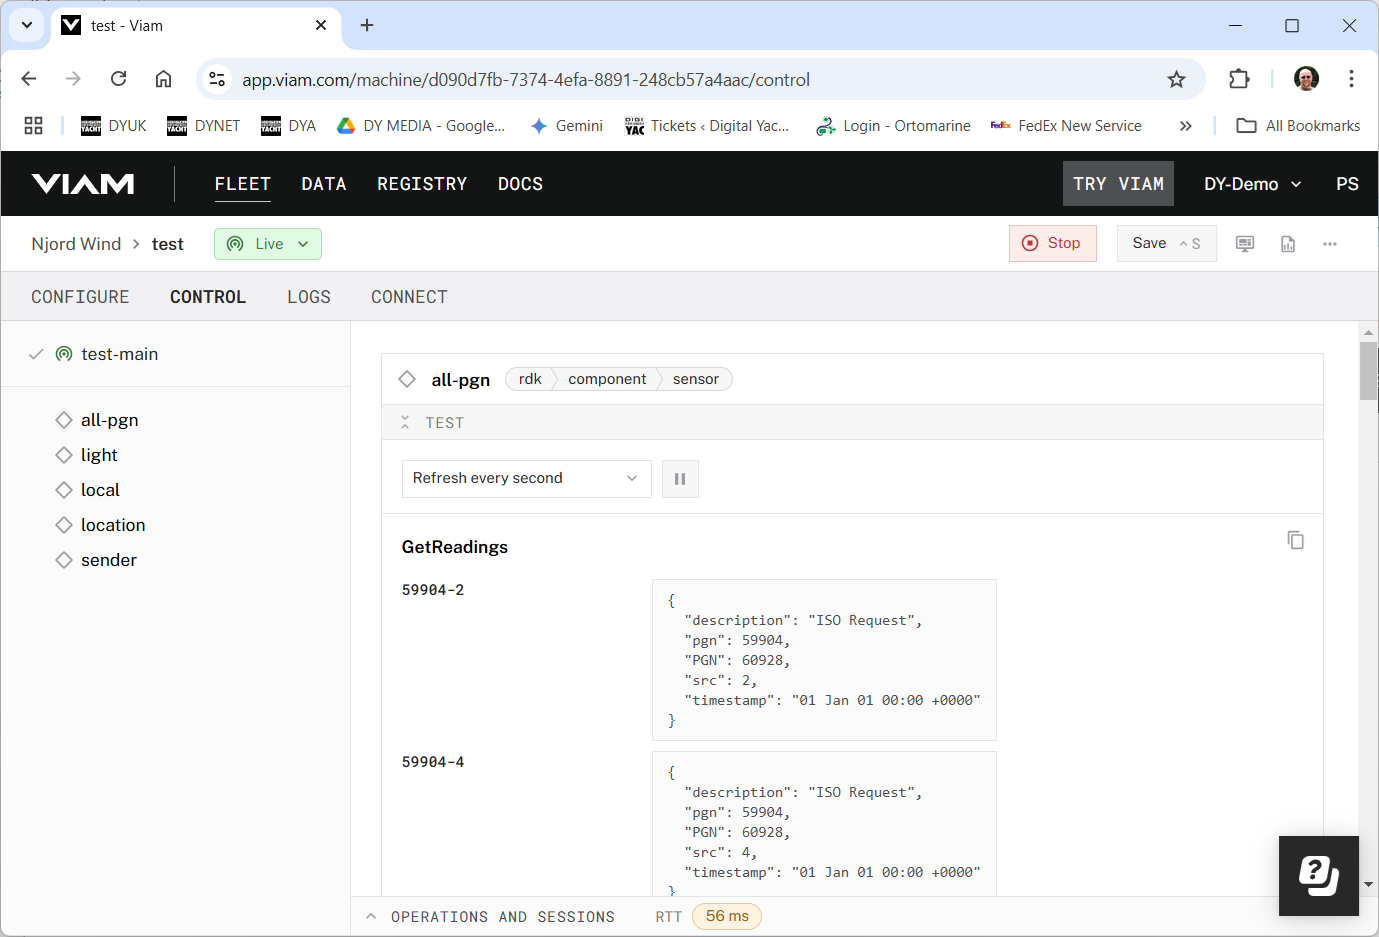 test - Viam
app.viam.com/machine/d090d7fb-7374-4efa-8891-248cb57a4aac/control
DYUK DYNET DYA DY MEDIA - Google... Gemini Tickets ‹ Digital Yac... Login - Ortomarine FedEx FedEx New Service » All Bookmarks
VIAM FLEET DATA REGISTRY DOCS TRY VIAM DY-Demo PS
Njord Wind > test Live Stop Save ^ S ...
CONFIGURE CONTROL LOGS CONNECT
test-main
all-pgn
light
local
location
sender
all-pgn rdk component sensor
TEST
Refresh every second
GetReadings
59904-2
{
"description": "ISO Request",
"pgn": 59904,
"PGN": 60928,
"src": 2,
"timestamp": "01 Jan 01 00:00 +0000"
}
59904-4
{
"description": "ISO Request",
"pgn": 59904,
"PGN": 60928,
"src": 4,
"timestamp": "01 Jan 01 00:00 +0000"
}
OPERATIONS AND SESSIONS RTT 56 ms